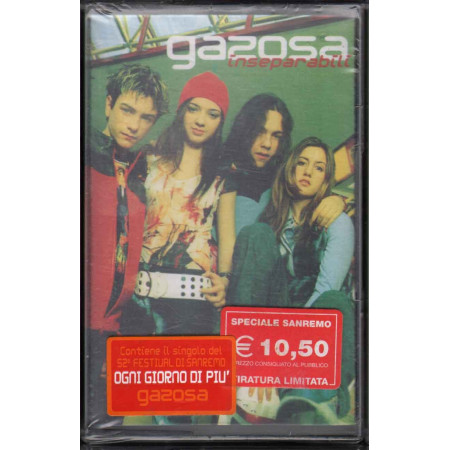 gazosa
inseparabili
SPECIALE SANREMO
€ 10,50
PREZZO CONSIGLIATO AL PUBBLICO
TIRATURA LIMITATA
Contiene il singolo del
52° FESTIVAL DI SANREMO
OGNI GIORNO DI PIU'
gazosa